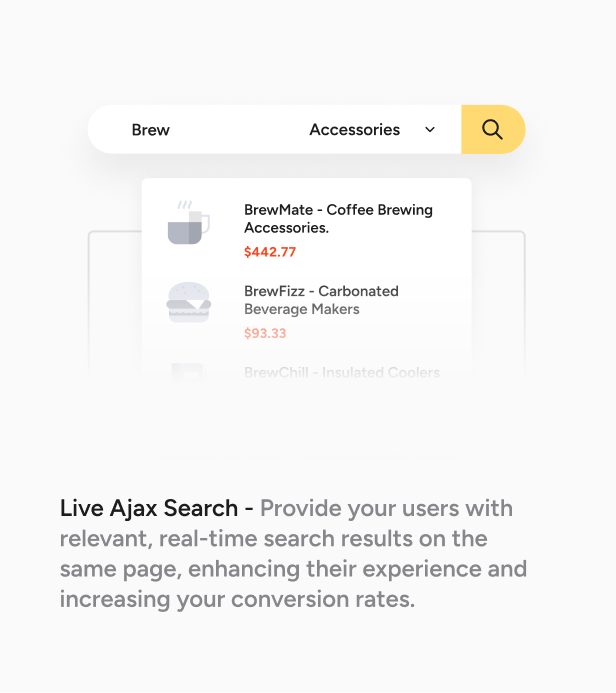 Brew Accessories
BrewMate - Coffee Brewing
Accessories.
$442.77
BrewFizz - Carbonated
Beverage Makers
$93.33
BrewChill - Insulated Coolers
Live Ajax Search - Provide your users with
relevant, real-time search results on the
same page, enhancing their experience and
increasing your conversion rates.